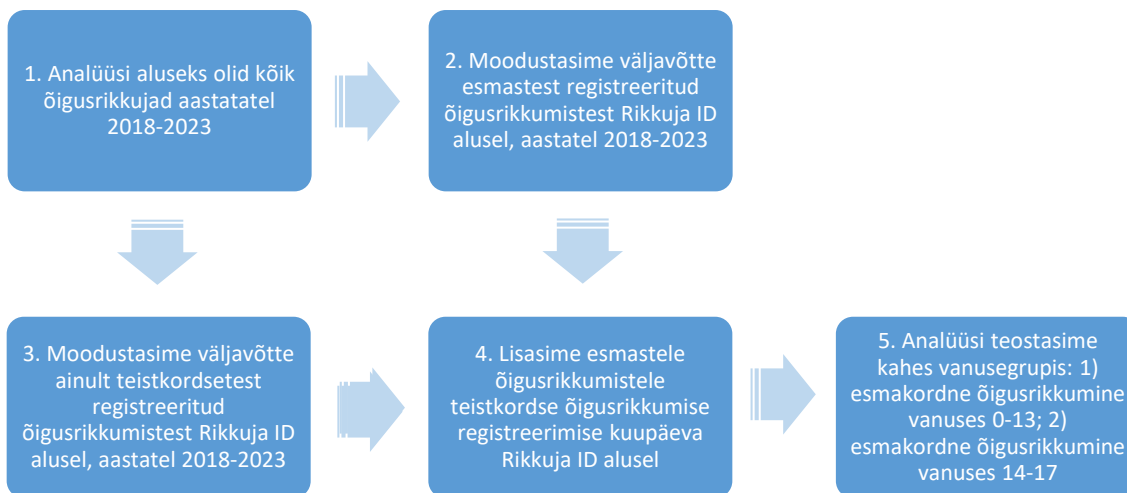 1. Analüüsi aluseks olid kõik
õigusrikkujad aastatatel
2018-2023
2. Moodustasime väljavõtte
esmastest registreeritud
õigusrikkumistest Rikkuja ID
alusel, aastatel 2018-2023
3. Moodustasime väljavõtte
ainult teistkordsetest
registreeritud
õigusrikkumistest Rikkuja ID
alusel, aastatel 2018-2023
4. Lisasime esmastele
õigusrikkumistele
teistkordse õigusrikkumise
registreerimise kuupäeva
Rikkuja ID alusel
5. Analüüsi teostasime
kahes vanusegrupis: 1)
esmakordne õigusrikkumine
vanuses 0-13; 2)
esmakordne õigusrikkumine
vanuses 14-17